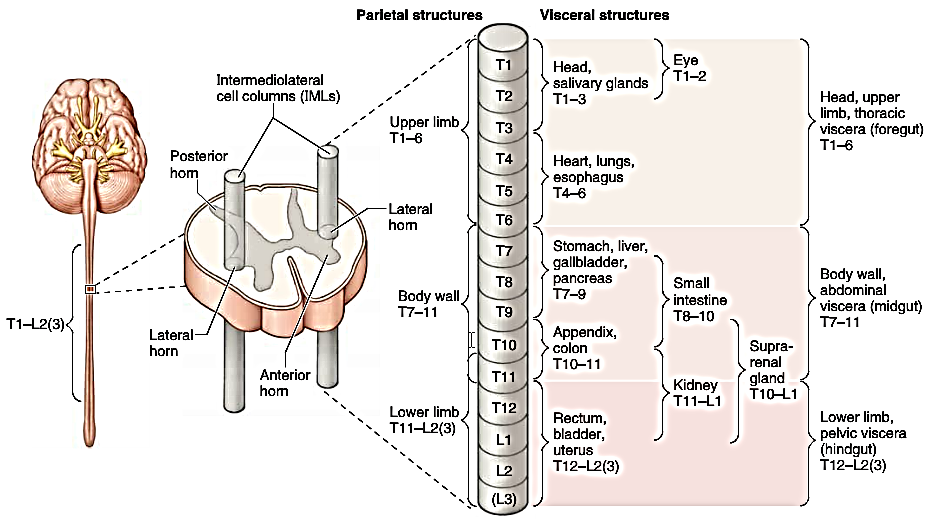 Parietal structures
Visceral structures
Intermediolateral
cell columns (IMLs)
Posterior
horn
Lateral
horn
Lateral
horn
Anterior
horn
T1–L2(3)
Upper limb
T1–6
Body wall
T7–11
Lower limb
T11–L2(3)
T1
T2
T3
T4
T5
T6
T7
T8
T9
T10
T11
T12
L1
L2
(L3)
Head,
salivary glands
T1–3
Eye
T1–2
Heart, lungs,
esophagus
T4–6
Stomach, liver,
gallbladder,
pancreas
T7–9
Small
intestine
T8–10
Appendix,
colon
T10–11
Kidney
T11–L1
Supra-
renal
gland
T10–L1
Rectum,
bladder,
uterus
T12–L2(3)
Head, upper
limb, thoracic
viscera (foregut)
T1–6
Body wall,
abdominal
viscera (midgut)
T7–11
Lower limb,
pelvic viscera
(hindgut)
T12–L2(3)